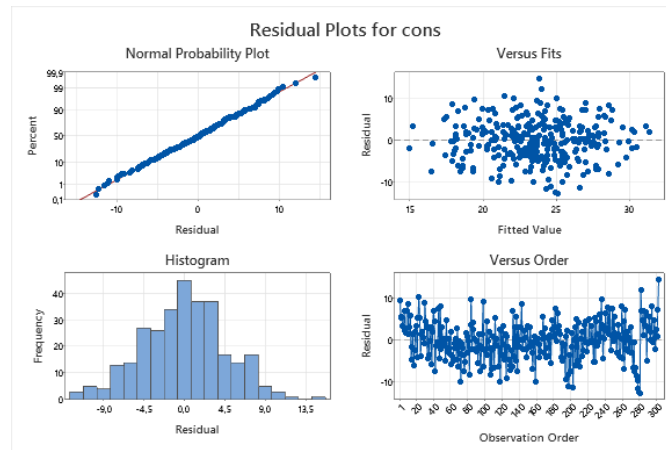 Residual Plots for cons
Normal Probability Plot
99,9
99
90
50
10
1
0,1
Percent
-10 0 10
Residual
Versus Fits
10
0
-10
Residual
15 20 25 30
Fitted Value
Histogram
40
30
20
10
0
Frequency
-9,0 -4,5 0,0 4,5 9,0 13,5
Residual
Versus Order
10
0
-10
Residual
1 20 40 60 80 100 120 140 160 180 200 220 240 260 280 300
Observation Order